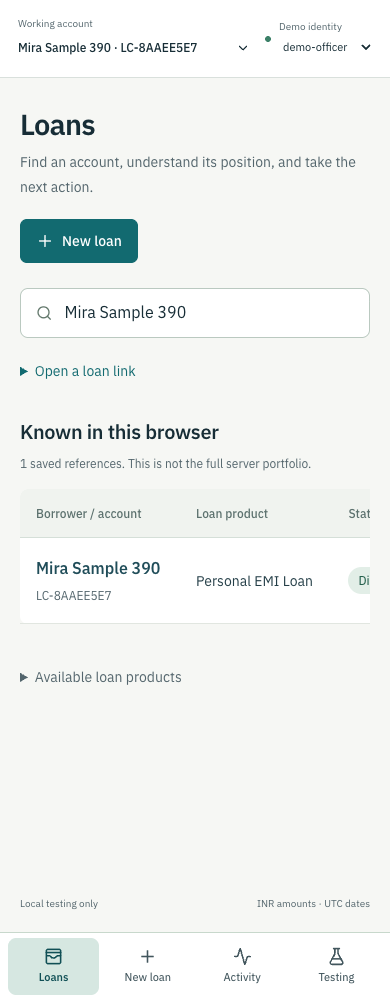 Working account
Mira Sample 390 · LC-8AAEE5E7
Demo identity
demo-officer
Loans
Find an account, understand its position, and take the
next action.
New loan
Mira Sample 390
Open a loan link
Known in this browser
1 saved references. This is not the full server portfolio.
Borrower / account Loan product Stat
Mira Sample 390
LC-8AAEE5E7
Personal EMI Loan
Di
Available loan products
Local testing only INR amounts · UTC dates
Loans New loan Activity Testing